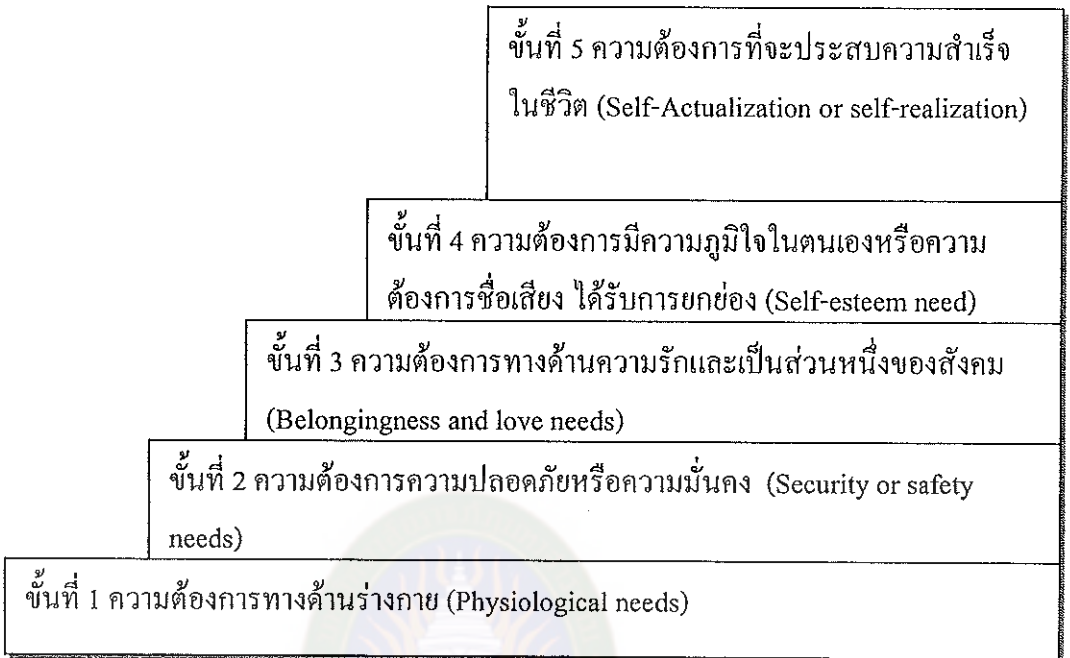 ขั้นที่ 5 ความต้องการที่จะประสบความสำเร็จ
ในชีวิต (Self-Actualization or self-realization)
ขั้นที่ 4 ความต้องการมีความภูมิใจในตนเองหรือความ
ต้องการชื่อเสียง ได้รับการยกย่อง (Self-esteem need)
ขั้นที่ 3 ความต้องการทางด้านความรักและเป็นส่วนหนึ่งของสังคม
(Belongingness and love needs)
ขั้นที่ 2 ความต้องการความปลอดภัยหรือความมั่นคง (Security or safety
needs)
ขั้นที่ 1 ความต้องการทางด้านร่างกาย (Physiological needs)